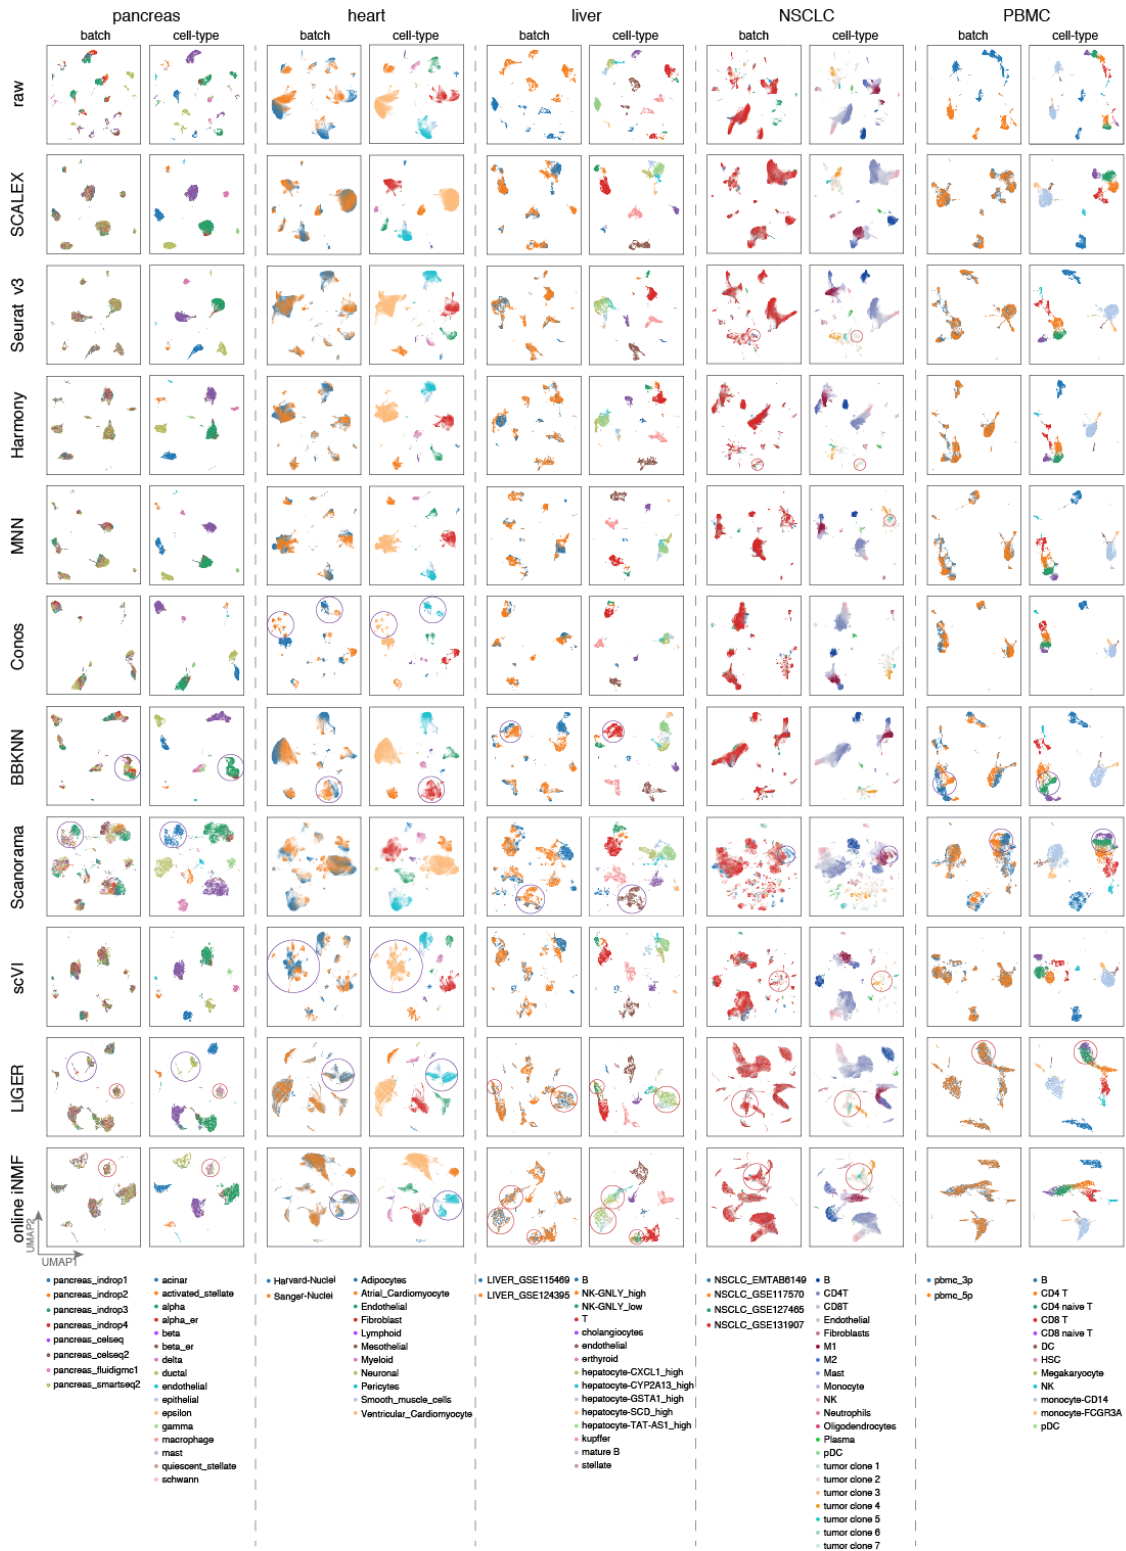 pancreas heart liver NSCLC PBMC
batch cell-type batch cell-type batch cell-type batch cell-type batch cell-type
raw
SCALEX
Seurat v3
Harmony
MNN
Conos
BBKNN
Scanorama
scVI
LIGER
online iNMF
UMAP2
UMAP1
pancreas_indrop1
pancreas_indrop2
pancreas_indrop3
pancreas_indrop4
pancreas_celseq
pancreas_celseq2
pancreas_fluidigmc1
pancreas_smartseq2
acinar
activated_stellate
alpha
alpha_er
beta
beta_er
delta
ductal
endothelial
epithelial
epsilon
gamma
macrophage
mast
quiescent_stellate
schwann
Harvard-Nuclei
Sanger-Nuclei
Adipocytes
Atrial_Cardiomyocyte
Endothelial
Fibroblast
Lymphoid
Mesothelial
Myeloid
Neuronal
Pericytes
Smooth_muscle_cells
Ventricular_Cardiomyocyte
LIVER_GSE115469
LIVER_GSE124395
B
NK-GNLY_high
NK-GNLY_low
T
cholangiocytes
endothelial
erthyroid
hepatocyte-CXCL1_high
hepatocyte-CYP2A13_high
hepatocyte-GSTA1_high
hepatocyte-SCD_high
hepatocyte-TAT-AS1_high
kupffer
mature B
stellate
NSCLC_EMTAB6149
NSCLC_GSE117570
NSCLC_GSE127465
NSCLC_GSE131907
B
CD4T
CD8T
Endothelial
Fibroblasts
M1
M2
Mast
Monocyte
NK
Neutrophils
Oligodendrocytes
Plasma
pDC
tumor clone 1
tumor clone 2
tumor clone 3
tumor clone 4
tumor clone 5
tumor clone 6
tumor clone 7
pbmc_3p
pbmc_5p
B
CD4 T
CD4 naive T
CD8 T
CD8 naive T
DC
HSC
Megakaryocyte
NK
monocyte-CD14
monocyte-FCGR3A
pDC